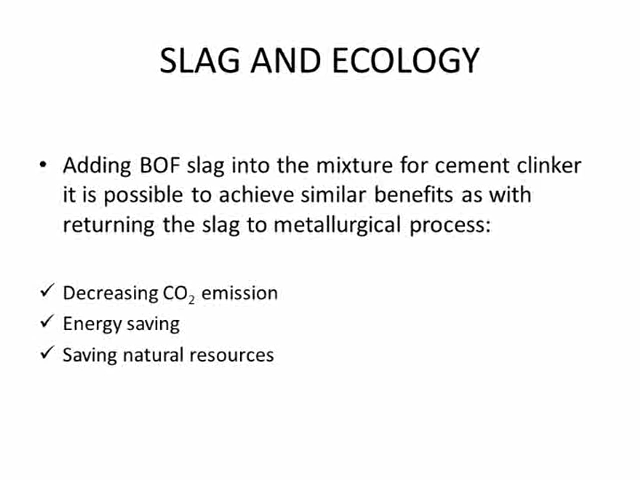 SLAG AND ECOLOGY
• Adding BOF slag into the mixture for cement clinker
it is possible to achieve similar benefits as with
returning the slag to metallurgical process:
✓ Decreasing CO₂ emission
✓ Energy saving
✓ Saving natural resources